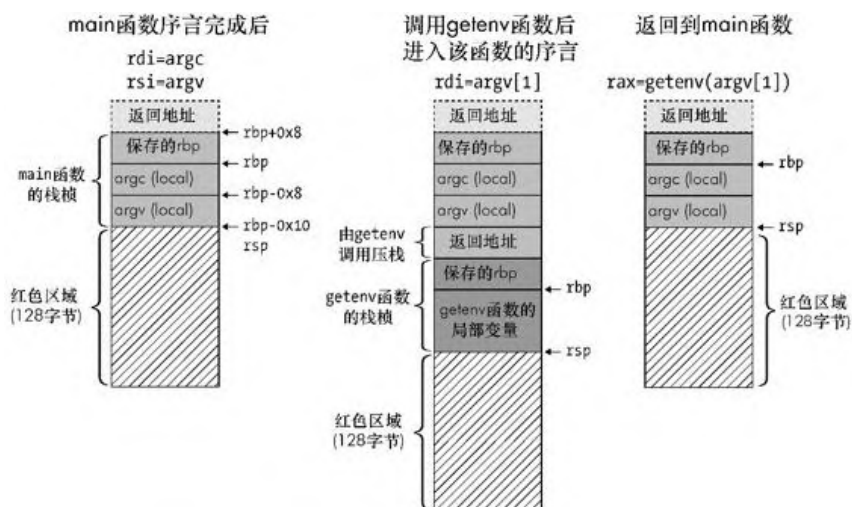 main函数序言完成后
rdi=argc
rsi=argv
返回地址
rbp+0x8
保存的rbp
rbp
argc (local)
rbp-0x8
argv (local)
rbp-0x10
rsp
main函数
的栈桢
红色区域
(128字节)
调用getenv函数后
进入该函数的序言
rdi=argv[1]
返回地址
保存的rbp
argc (local)
argv (local)
由getenv
调用压栈
返回地址
保存的rbp
rbp
getenv函数
的栈桢
getenv函数的
局部变量
rsp
红色区域
(128字节)
返回到main函数
rax=getenv(argv[1])
返回地址
保存的rbp
rbp
argc (local)
argv (local)
rsp
红色区域
(128字节)